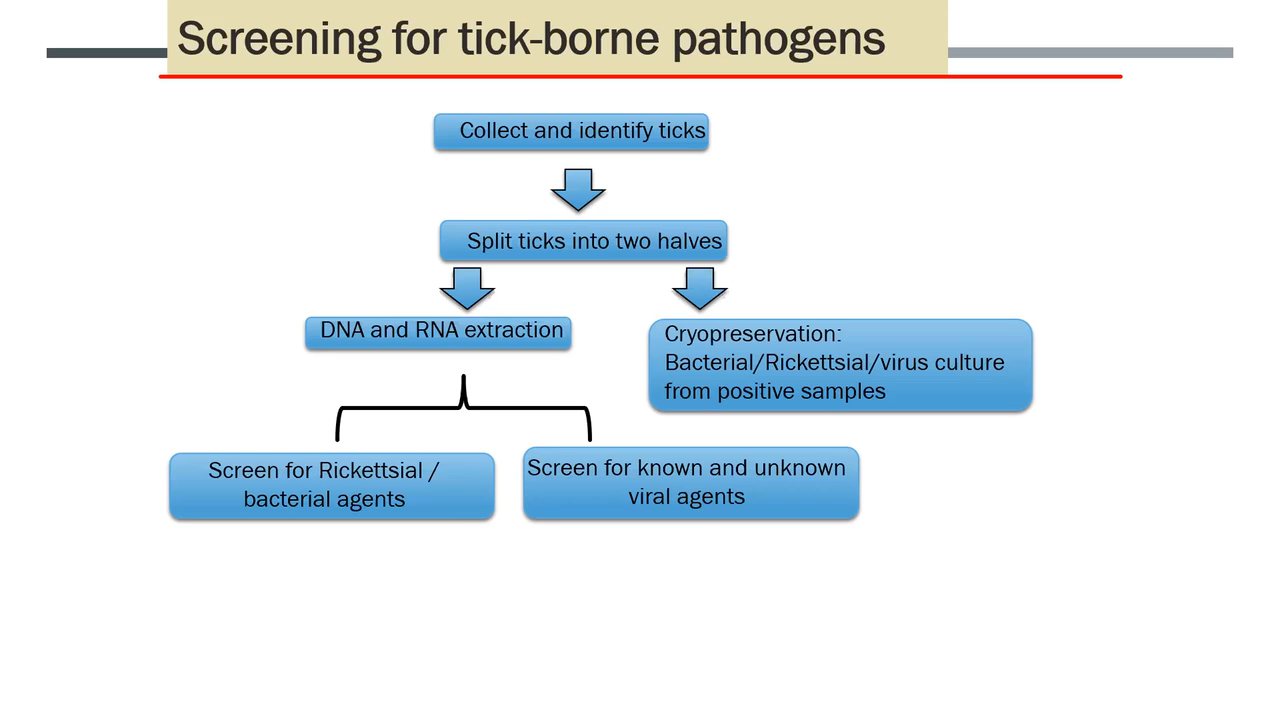 Screening for tick-borne pathogens
Collect and identify ticks
Split ticks into two halves
DNA and RNA extraction
Cryopreservation:
Bacterial/Rickettsial/virus culture
from positive samples
Screen for Rickettsial /
bacterial agents
Screen for known and unknown
viral agents